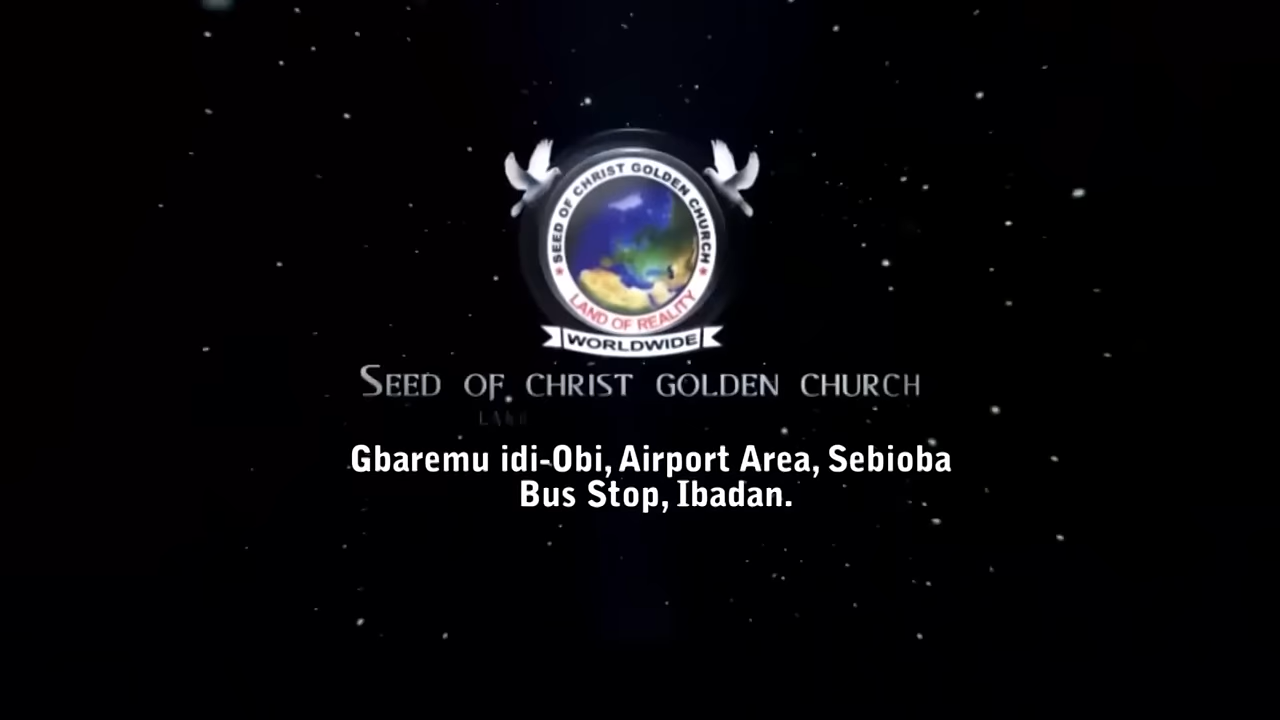 SEED OF CHRIST GOLDEN CHURCH
LAND OF REALITY
WORLDWIDE
SEED OF CHRIST GOLDEN CHURCH
Gbaremu idi-Obi, Airport Area, Sebioba
Bus Stop, Ibadan.